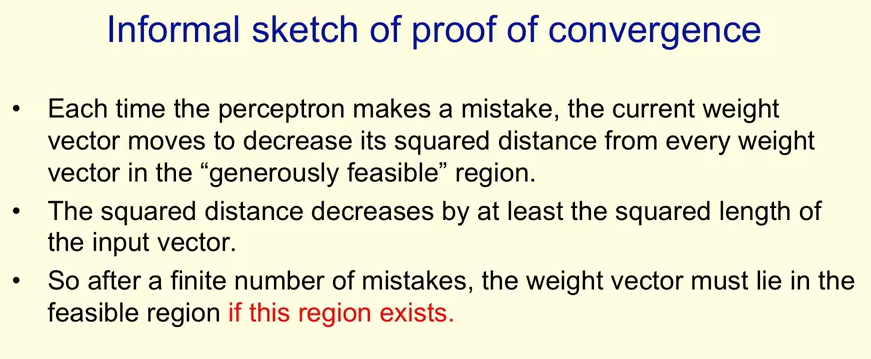 Informal sketch of proof of convergence
• Each time the perceptron makes a mistake, the current weight
vector moves to decrease its squared distance from every weight
vector in the “generously feasible” region.
• The squared distance decreases by at least the squared length of
the input vector.
• So after a finite number of mistakes, the weight vector must lie in the
feasible region if this region exists.